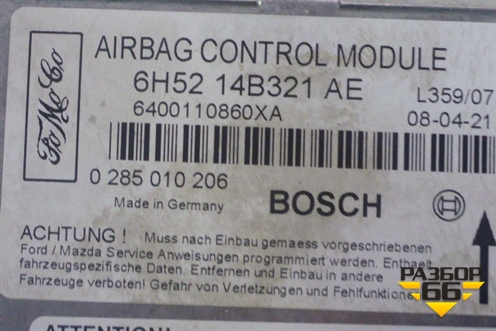 FoMoCo
AIRBAG CONTROL MODULE
6H52 14B321 AE
L359/07
6400110860XA
08-04-21
0 285 010 206
Made in Germany
BOSCH
ACHTUNG ! Muss nach Einbau gemaess vorgeschriebenen
Ford / Mazda Service Anweisungen programmiert werden. Enthaelt
fahrzeugspezifische Daten. Entfernen und Einbau in andere
Fahrzeuge verboten! Gefahr von Verletzungen und Fehlfunktione
РАЗБОР
66
ATTENTION!